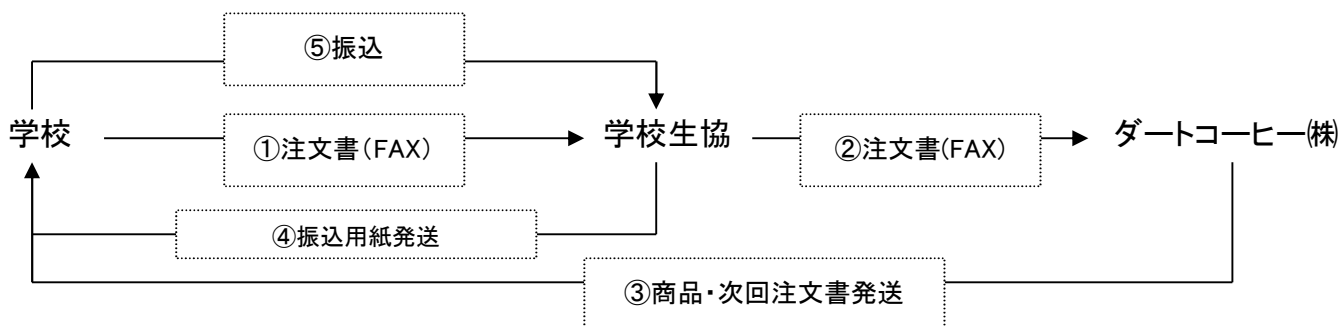 ⑤振込
学校
①注文書(FAX)
学校生協
②注文書(FAX)
ダートコーヒー㈱
④振込用紙発送
③商品・次回注文書発送